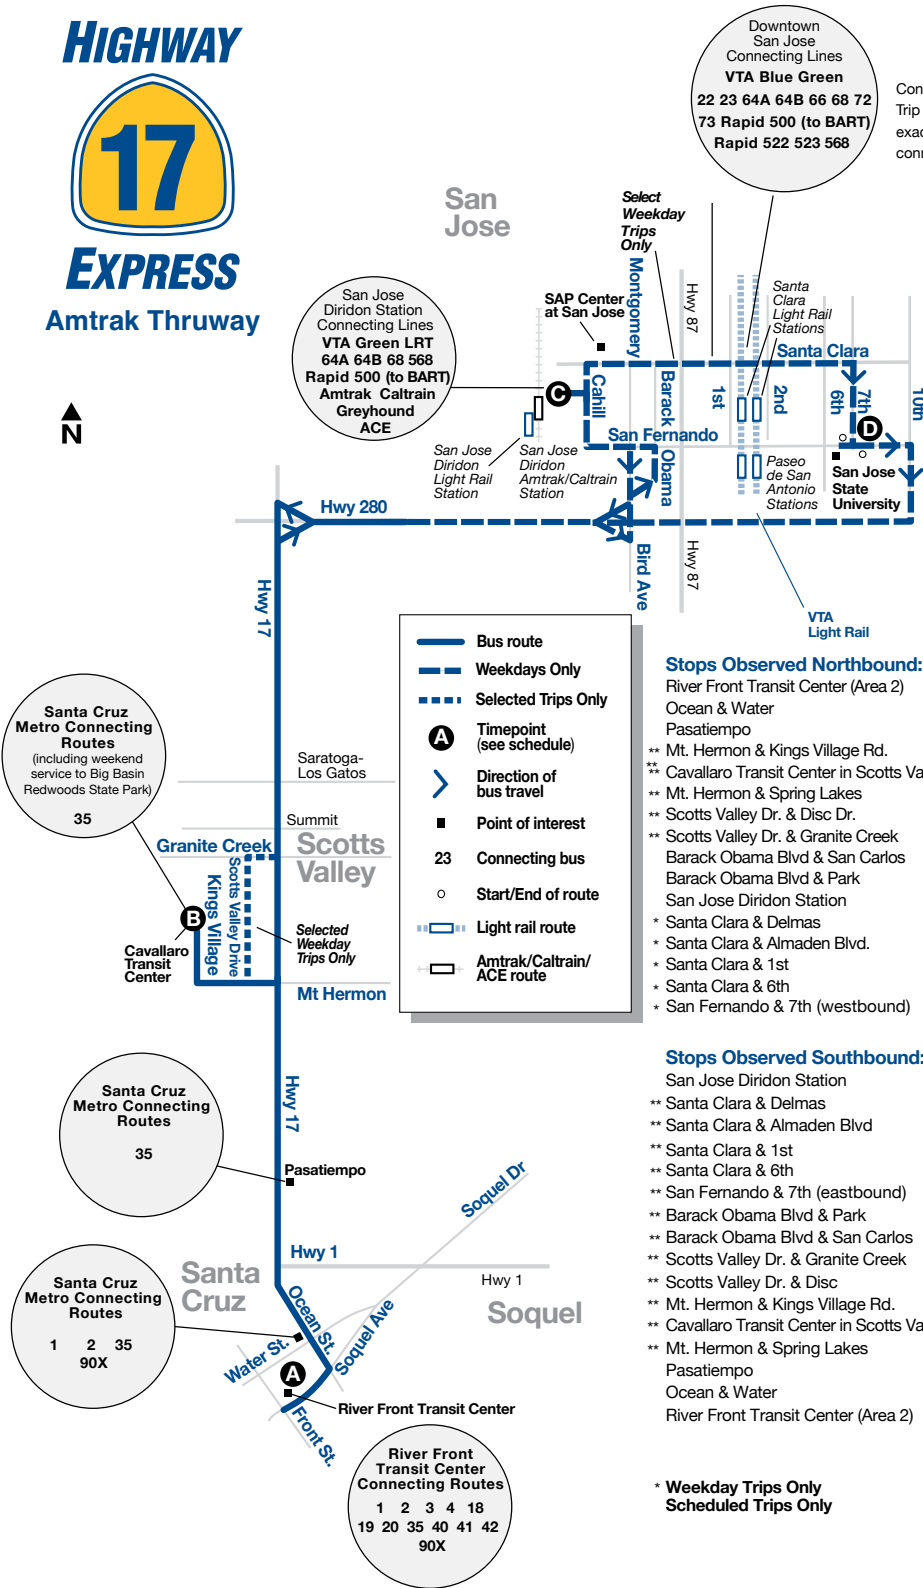 HIGHWAY
17
EXPRESS
Amtrak Thruway
N
Downtown
San Jose
Connecting Lines
VTA Blue Green
22 23 64A 64B 66 68 72
73 Rapid 500 (to BART)
Rapid 522 523 568
Con
Trip
exac
conn
San
Jose
Select
Weekday
Trips
Only
San Jose
Diridon Station
Connecting Lines
VTA Green LRT
64A 64B 68 568
Rapid 500 (to BART)
Amtrak Caltrain
Greyhound
ACE
SAP Center
at San Jose
Montgomery
Hwy 87
Santa
Clara
Light Rail
Stations
Santa Clara
C
Cahill
Barack
Obama
1st
2nd
6th
7th
10th
D
San Fernando
San Jose
Diridon
Light Rail
Station
San Jose
Diridon
Amtrak/Caltrain
Station
Paseo
de San
Antonio
Stations
San Jose
State
University
Hwy 280
Bird Ave
Hwy 87
Hwy 17
VTA
Light Rail
Bus route
Weekdays Only
Selected Trips Only
A
Timepoint
(see schedule)
Direction of
bus travel
Point of interest
23 Connecting bus
Start/End of route
Light rail route
Amtrak/Caltrain/
ACE route
Santa Cruz
Metro Connecting
Routes
(including weekend
service to Big Basin
Redwoods State Park)
35
Saratoga-
Los Gatos
Summit
Granite Creek
Scotts
Valley
B
Kings Village
Scotts Valley Drive
Cavallaro
Transit
Center
Selected
Weekday
Trips Only
Mt Hermon
Hwy 17
Santa Cruz
Metro Connecting
Routes
35
Pasatiempo
Soquel Dr
Hwy 1
Hwy 1
Santa
Cruz
Soquel
Santa Cruz
Metro Connecting
Routes
1 2 35
90X
Ocean St.
Water St.
Soquel Ave
A
River Front Transit Center
Front St.
River Front
Transit Center
Connecting Routes
1 2 3 4 18
19 20 35 40 41 42
90X
Stops Observed Northbound:
River Front Transit Center (Area 2)
Ocean & Water
Pasatiempo
** Mt. Hermon & Kings Village Rd.
**
** Cavallaro Transit Center in Scotts Va
** Mt. Hermon & Spring Lakes
** Scotts Valley Dr. & Disc Dr.
** Scotts Valley Dr. & Granite Creek
Barack Obama Blvd & San Carlos
Barack Obama Blvd & Park
San Jose Diridon Station
* Santa Clara & Delmas
* Santa Clara & Almaden Blvd.
* Santa Clara & 1st
* Santa Clara & 6th
* San Fernando & 7th (westbound)
Stops Observed Southbound:
San Jose Diridon Station
** Santa Clara & Delmas
** Santa Clara & Almaden Blvd
** Santa Clara & 1st
** Santa Clara & 6th
** San Fernando & 7th (eastbound)
** Barack Obama Blvd & Park
** Barack Obama Blvd & San Carlos
** Scotts Valley Dr. & Granite Creek
** Scotts Valley Dr. & Disc
** Mt. Hermon & Kings Village Rd.
** Cavallaro Transit Center in Scotts Va
** Mt. Hermon & Spring Lakes
Pasatiempo
Ocean & Water
River Front Transit Center (Area 2)
* Weekday Trips Only
Scheduled Trips Only